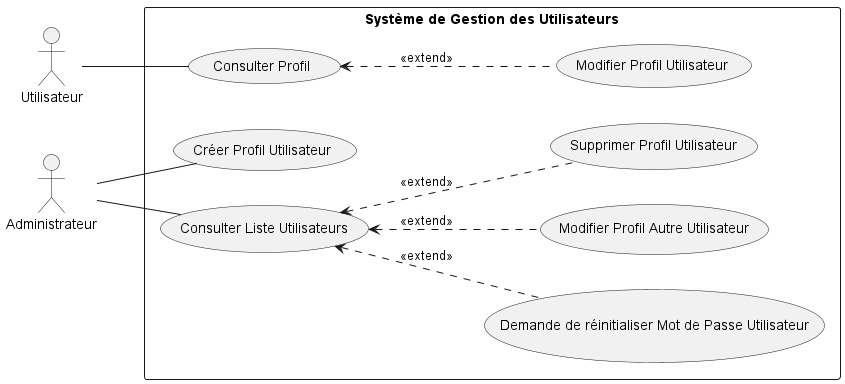 Système de Gestion des Utilisateurs
Utilisateur
Consulter Profil
«extend»
Modifier Profil Utilisateur
Administrateur
Créer Profil Utilisateur
Supprimer Profil Utilisateur
«extend»
Consulter Liste Utilisateurs
«extend»
Modifier Profil Autre Utilisateur
«extend»
Demande de réinitialiser Mot de Passe Utilisateur